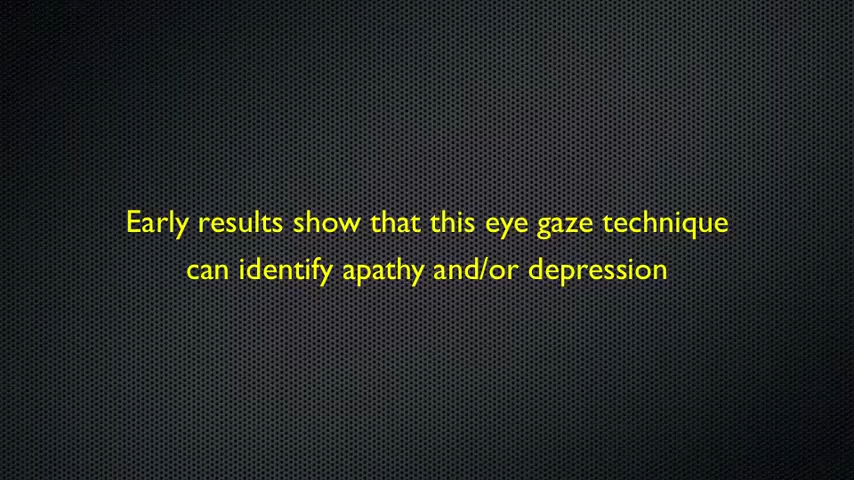 Early results show that this eye gaze technique
can identify apathy and/or depression